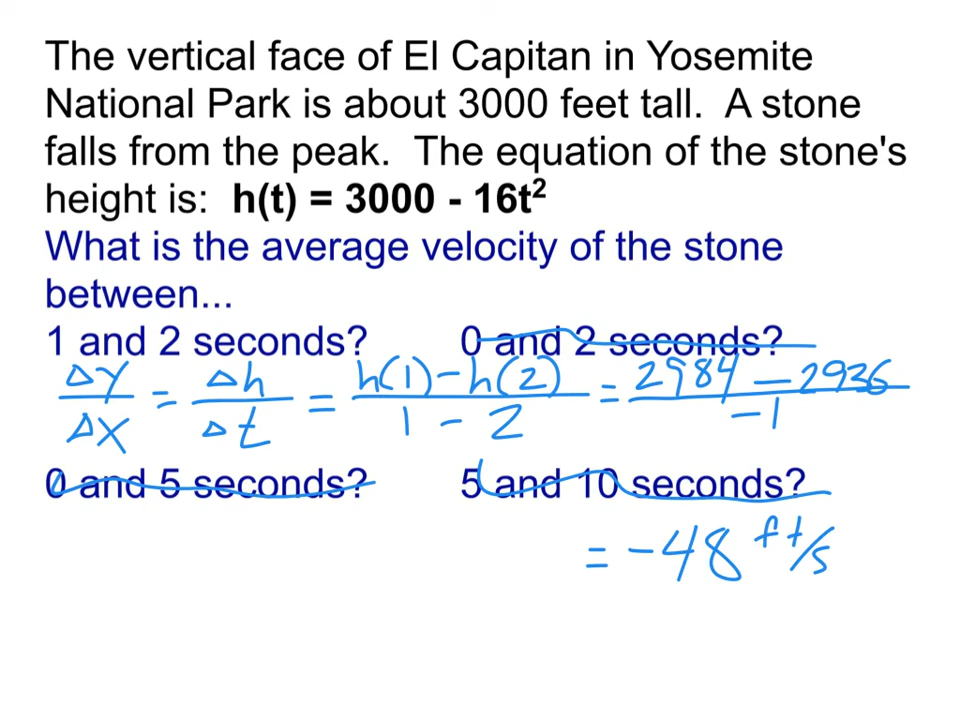 The vertical face of El Capitan in Yosemite
National Park is about 3000 feet tall.  A stone
falls from the peak.  The equation of the stone's
height is:  h(t) = 3000 - 16t²
What is the average velocity of the stone
between...
1 and 2 seconds?    0 and 2 seconds?
ΔY/ΔX = Δh/Δt = h(1)-h(2)/1-2 = 2984-2936/-1
0 and 5 seconds?    5 and 10 seconds?
= -48 ft/s